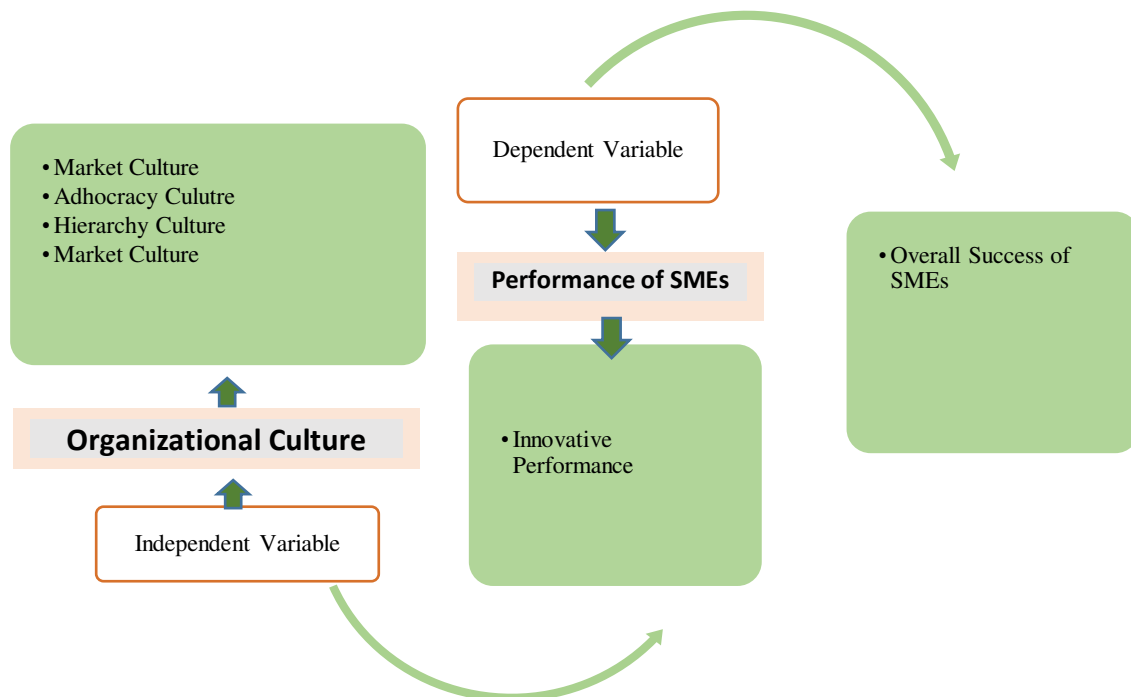 • Market Culture
• Adhocracy Culutre
• Hierarchy Culture
• Market Culture
Organizational Culture
Independent Variable
Dependent Variable
Performance of SMEs
• Innovative
Performance
• Overall Success of
SMEs